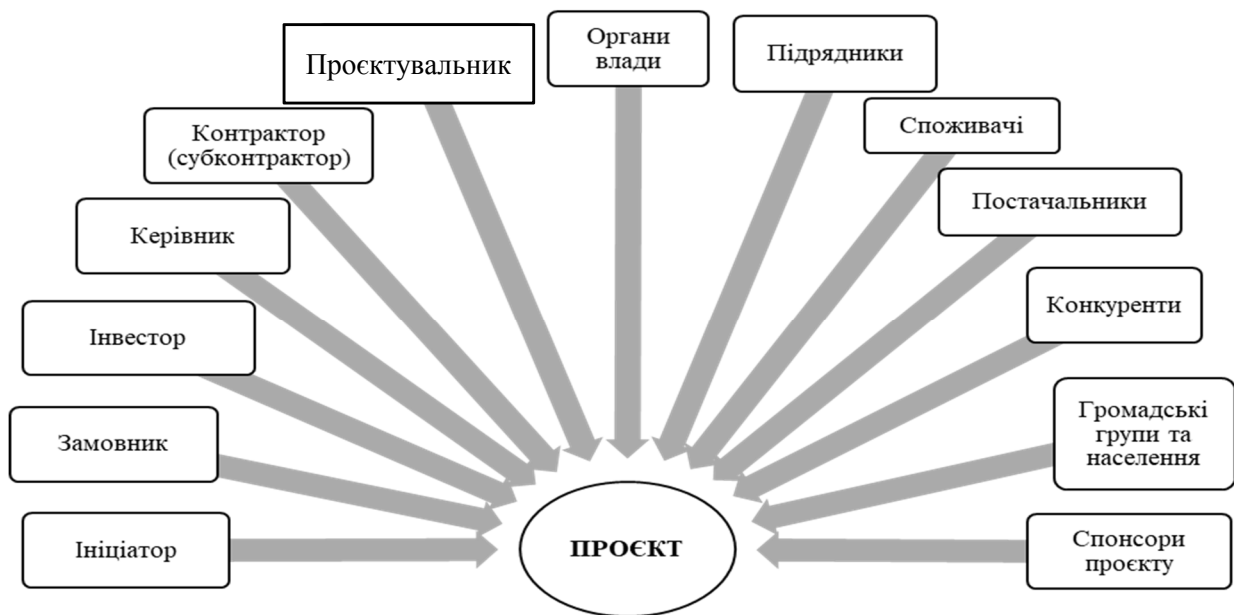 Органи
влади
Проєктувальник
Підрядники
Контрактор
(субконтрактор)
Споживачі
Керівник
Постачальники
Інвестор
Конкуренти
Замовник
Громадські
групи та
населення
Ініціатор
ПРОЄКТ
Спонсори
проєкту